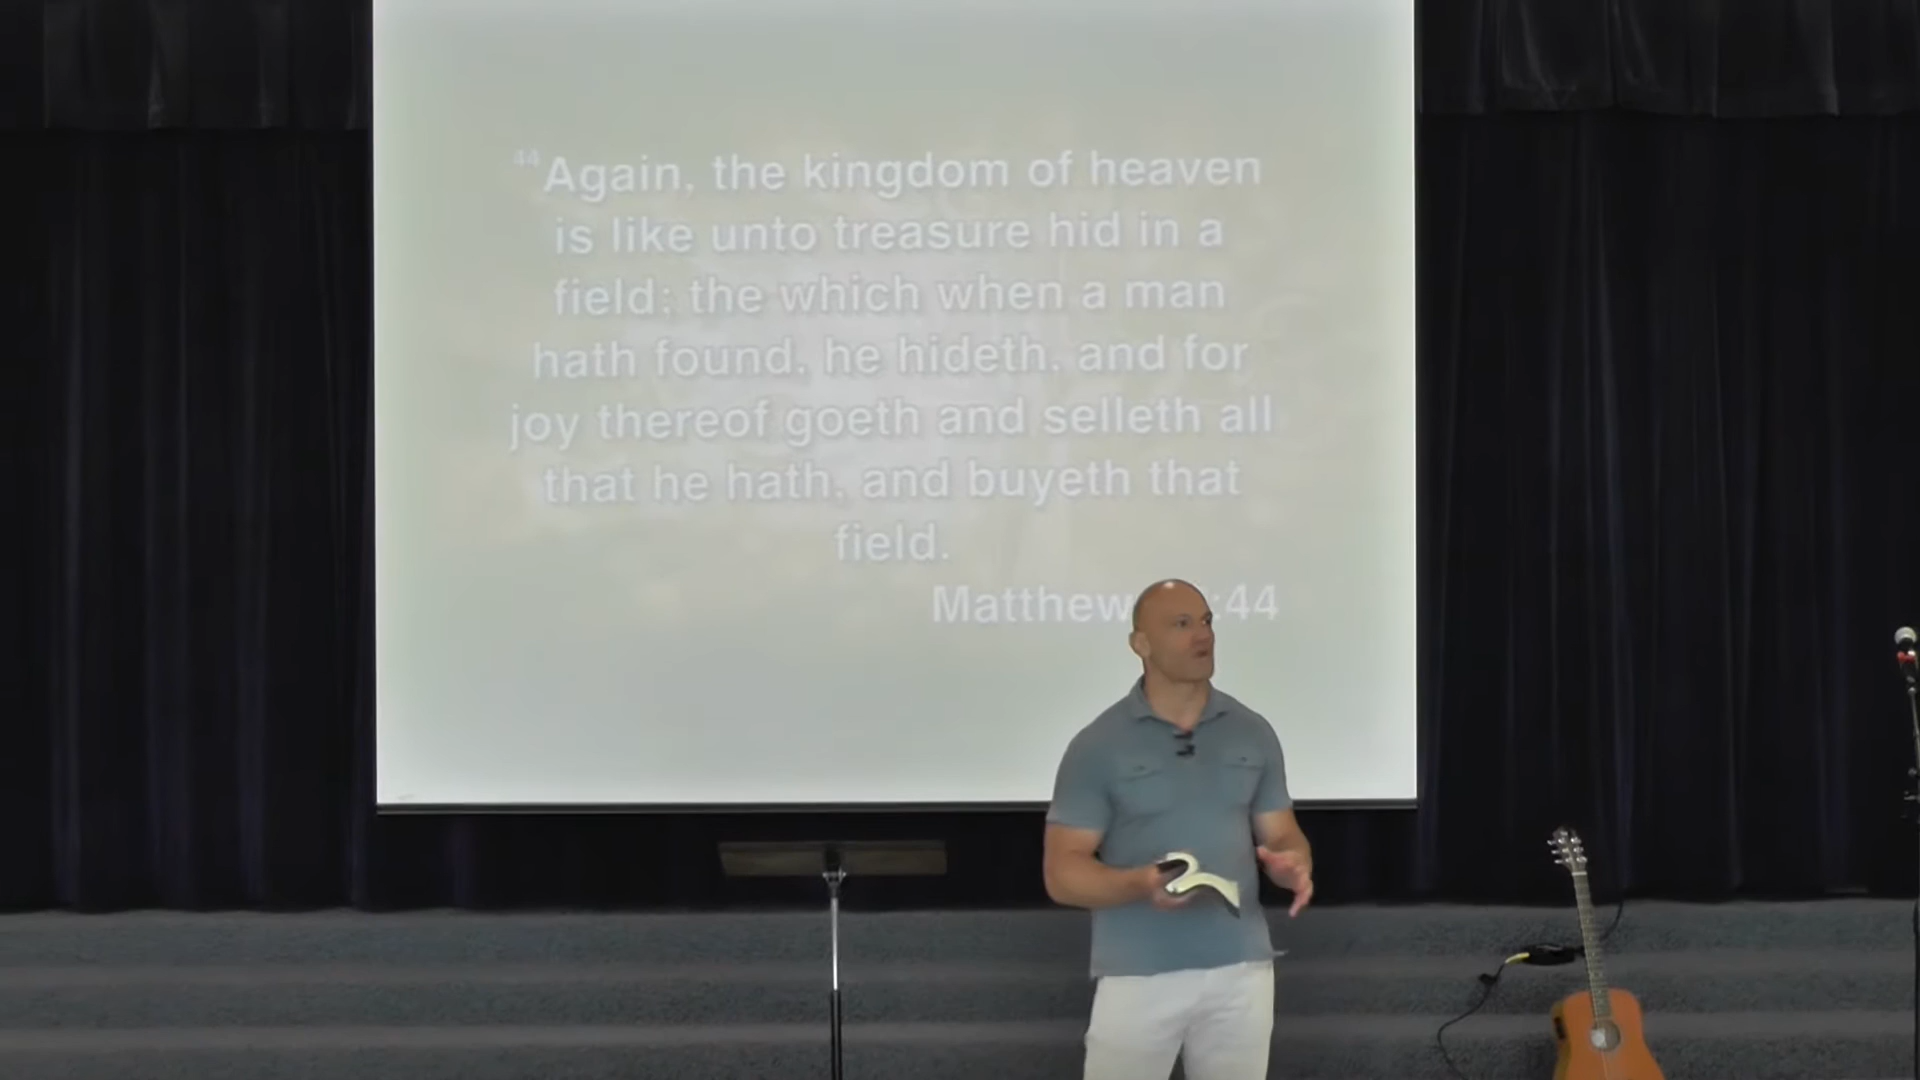 44Again, the kingdom of heaven
is like unto treasure hid in a
field; the which when a man
hath found, he hideth, and for
joy thereof goeth and selleth all
that he hath, and buyeth that
field.
Matthew :44